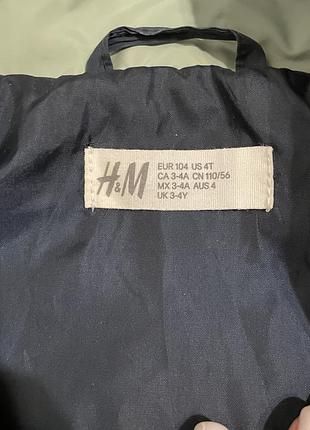 H&M
EUR 104 US 4T
CA 3-4A CN 110/56
MX 3-4A AUS 4
UK 3-4Y